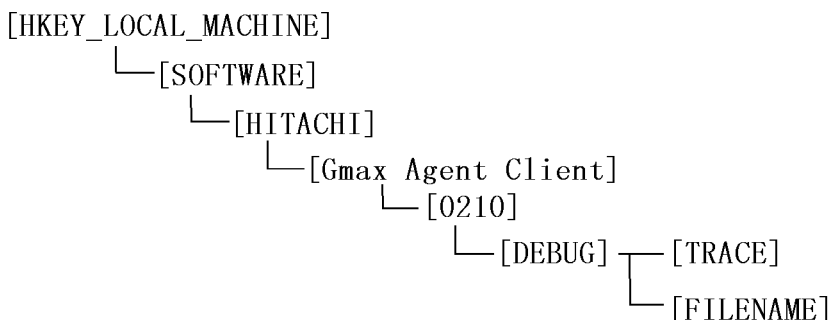 [HKEY_LOCAL_MACHINE]
[SOFTWARE]
[HITACHI]
[Gmax Agent Client]
[0210]
[DEBUG] [TRACE]
[FILENAME]